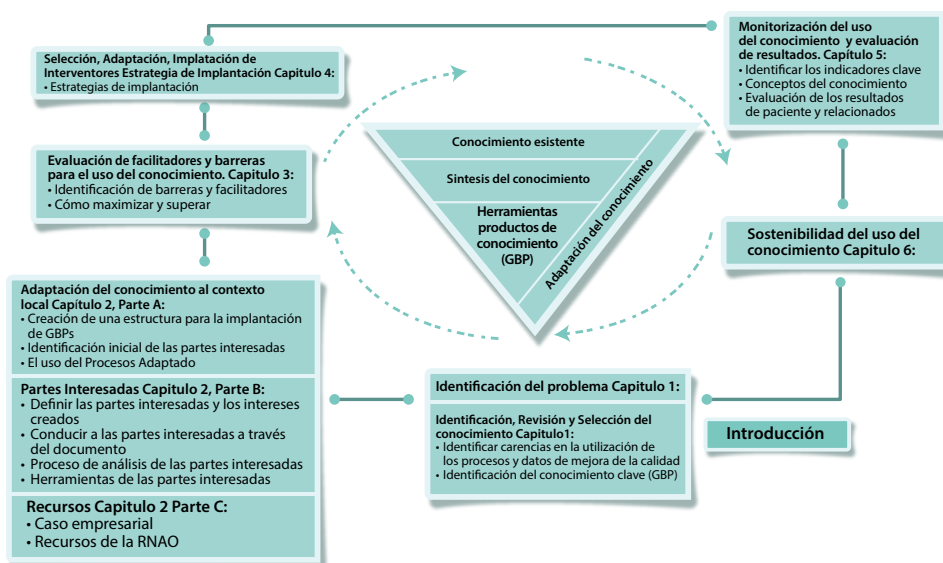 Selección, Adaptación, Implatación de
Interventores Estrategia de Implantación Capitulo 4:
• Estrategias de implantación
Evaluación de facilitadores y barreras
para el uso del conocimiento. Capitulo 3:
• Identificación de barreras y facilitadores
• Cómo maximizar y superar
Adaptación del conocimiento al contexto
local Capítulo 2, Parte A:
• Creación de una estructura para la implantación
de GBPs
• Identificación inicial de las partes interesadas
• El uso del Procesos Adaptado
Partes Interesadas Capitulo 2, Parte B:
• Definir las partes interesadas y los intereses
creados
• Conducir a las partes interesadas a través
del documento
• Proceso de análisis de las partes interesadas
• Herramientas de las partes interesadas
Recursos Capitulo 2 Parte C:
• Caso empresarial
• Recursos de la RNAO
Conocimiento esistente
Sintesis del conocimiento
Herramientas
productos de
conocimiento
(GBP)
Adaptación del conocimiento
Identificación del problema Capitulo 1:
Identificación, Revisión y Selección del
conocimiento Capitulo1:
• Identificar carencias en la utilización de
los procesos y datos de mejora de la calidad
• Identificación del conocimiento clave (GBP)
Monitorización del uso
del conocimiento y evaluación
de resultados. Capítulo 5:
• Identificar los indicadores clave
• Conceptos del conocimiento
• Evaluación de los resultados
de paciente y relacionados
Sostenibilidad del uso del
conocimiento Capitulo 6:
Introducción